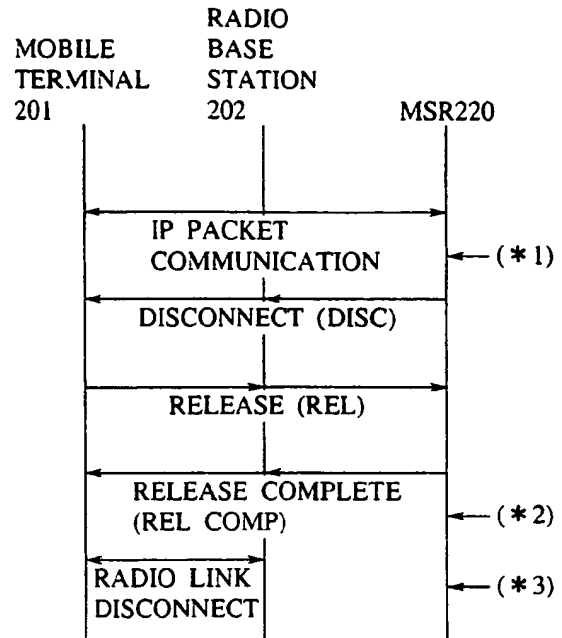 MOBILE
TERMINAL
201
RADIO
BASE
STATION
202
MSR220
IP PACKET
COMMUNICATION
(*1)
DISCONNECT (DISC)
RELEASE (REL)
RELEASE COMPLETE
(REL COMP)
(*2)
RADIO LINK
DISCONNECT
(*3)